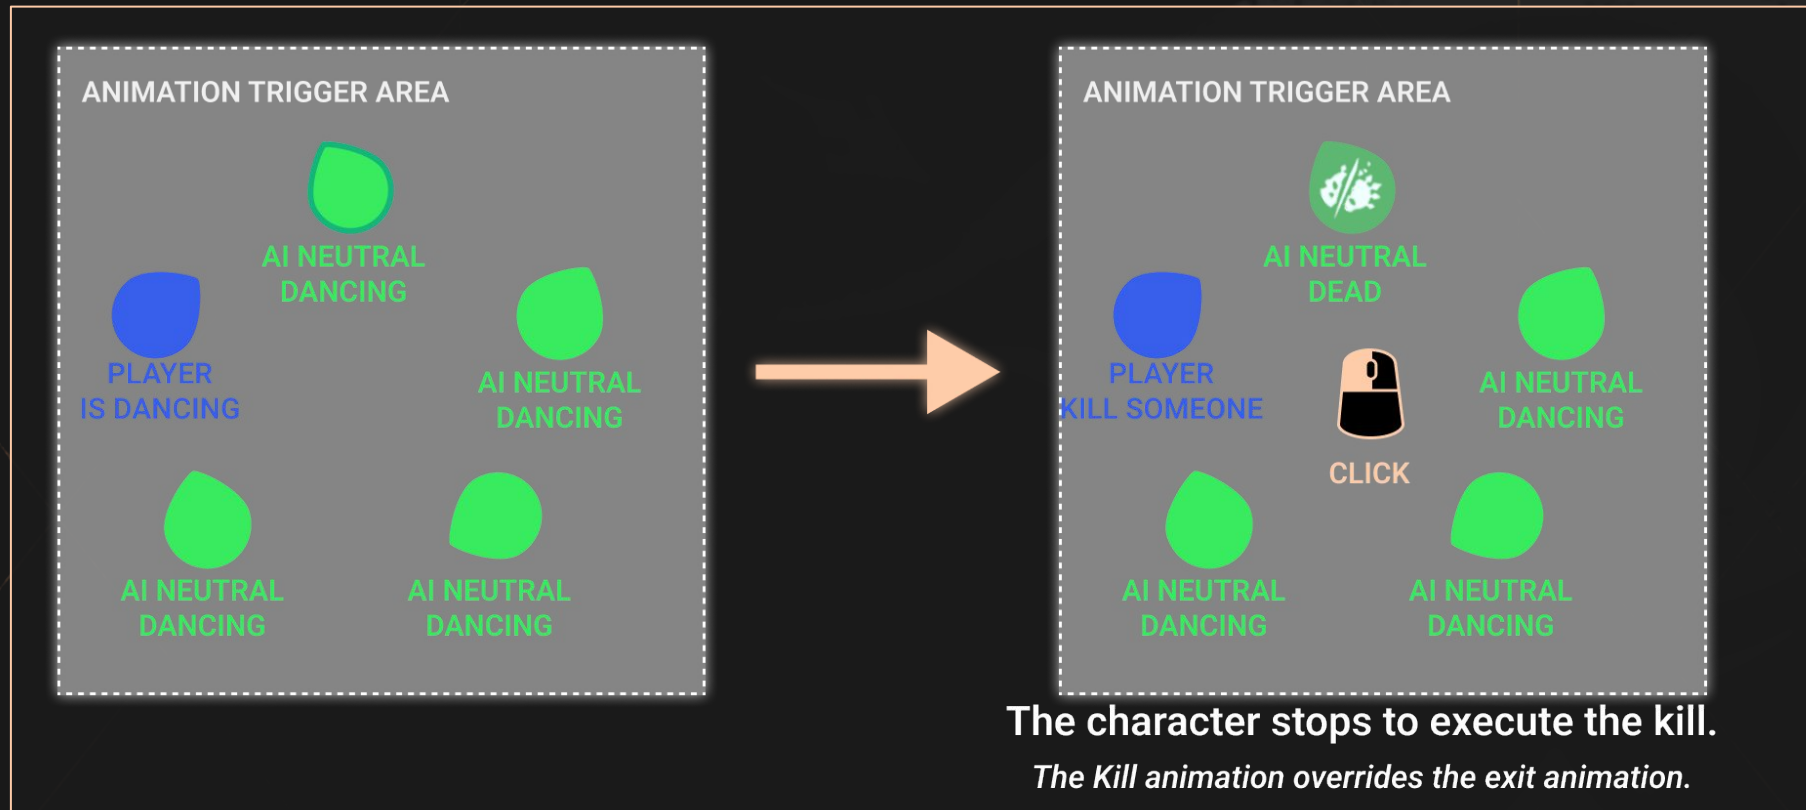 ANIMATION TRIGGER AREA
AI NEUTRAL
DANCING
PLAYER
IS DANCING
AI NEUTRAL
DANCING
AI NEUTRAL
DANCING
AI NEUTRAL
DANCING
ANIMATION TRIGGER AREA
AI NEUTRAL
DEAD
PLAYER
KILL SOMEONE
AI NEUTRAL
DANCING
CLICK
AI NEUTRAL
DANCING
AI NEUTRAL
DANCING
The character stops to execute the kill.
The Kill animation overrides the exit animation.